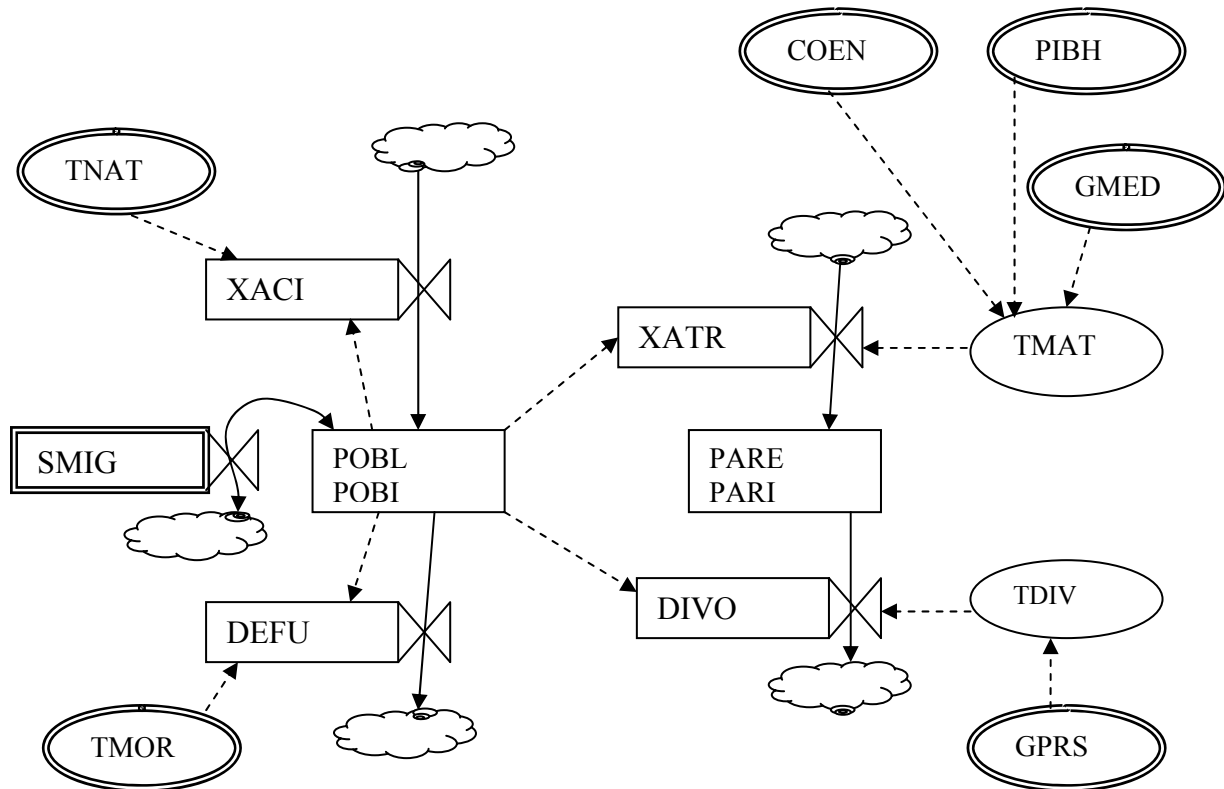 COEN
PIBH
TNAT
GMED
XACI
XATR
TMAT
SMIG
POBL
POBI
PARE
PARI
DEFU
DIVO
TDIV
TMOR
GPRS